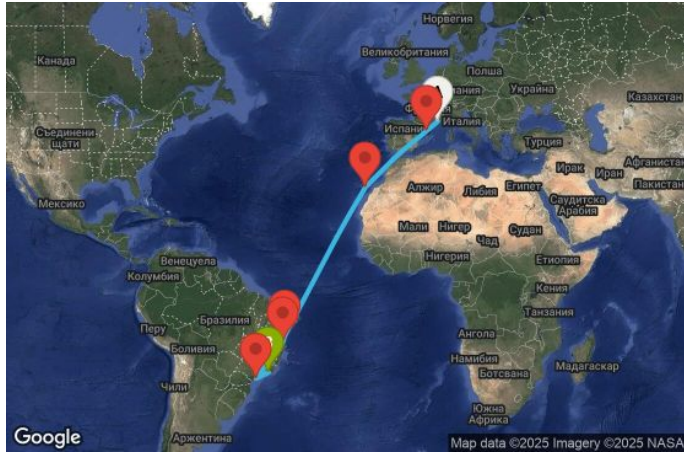 Норвегия
Канада
Великобритания
Полша
Украйна
Казахстан
Италия
Испани
Съединени
щати
Турция
Ирак
Иран
Афганистан
Пакистан
Алжир
Либия
Египет
Саудитска
Арабия
Мексико
Мали
Нигер
Чад
Судан
Нигерия
Етиопия
Венецуела
Колумбия
Кения
Танзания
Перу
Бразилия
Боливия
Ангола
Намибия
Ботсвана
Мадагаскар
Чили
Южна
Африка
Аржентина
Google
Map data ©2025 Imagery ©2025 NASA